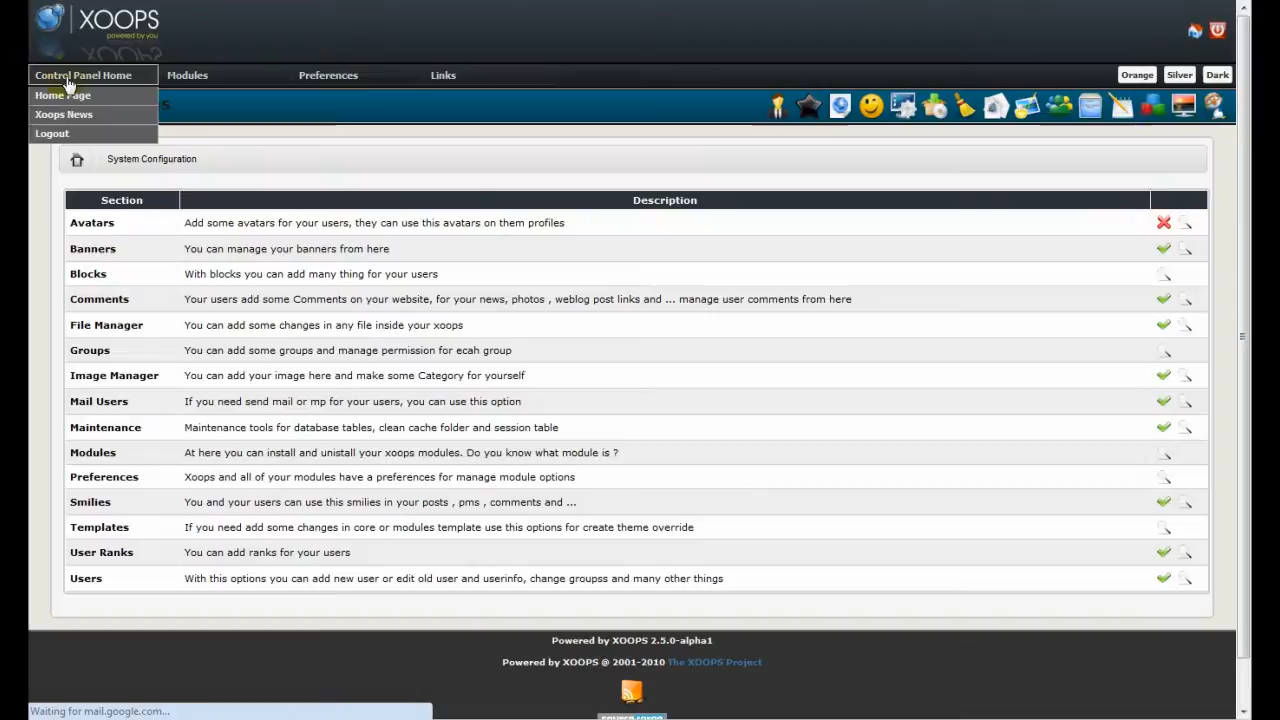 XOOPS
powered by you
Control Panel Home
Modules
Preferences
Links
Orange
Silver
Dark
Home Page
Xoops News
Logout
System Configuration
Section
Description
Avatars
Add some avatars for your users, they can use this avatars on them profiles
Banners
You can manage your banners from here
Blocks
With blocks you can add many thing for your users
Comments
Your users add some Comments on your website, for your news, photos , weblog post links and ... manage user comments from here
File Manager
You can add some changes in any file inside your xoops
Groups
You can add some groups and manage permission for ecah group
Image Manager
You can add your image here and make some Category for yourself
Mail Users
If you need send mail or mp for your users, you can use this option
Maintenance
Maintenance tools for database tables, clean cache folder and session table
Modules
At here you can install and unistall your xoops modules. Do you know what module is ?
Preferences
Xoops and all of your modules have a preferences for manage module options
Smilies
You and your users can use this smilies in your posts , pms , comments and ...
Templates
If you need add some changes in core or modules template use this options for create theme override
User Ranks
You can add ranks for your users
Users
With this options you can add new user or edit old user and userinfo, change groupss and many other things
Powered by XOOPS 2.5.0-alpha1
Powered by XOOPS @ 2001-2010 The XOOPS Project
Waiting for mail.google.com...